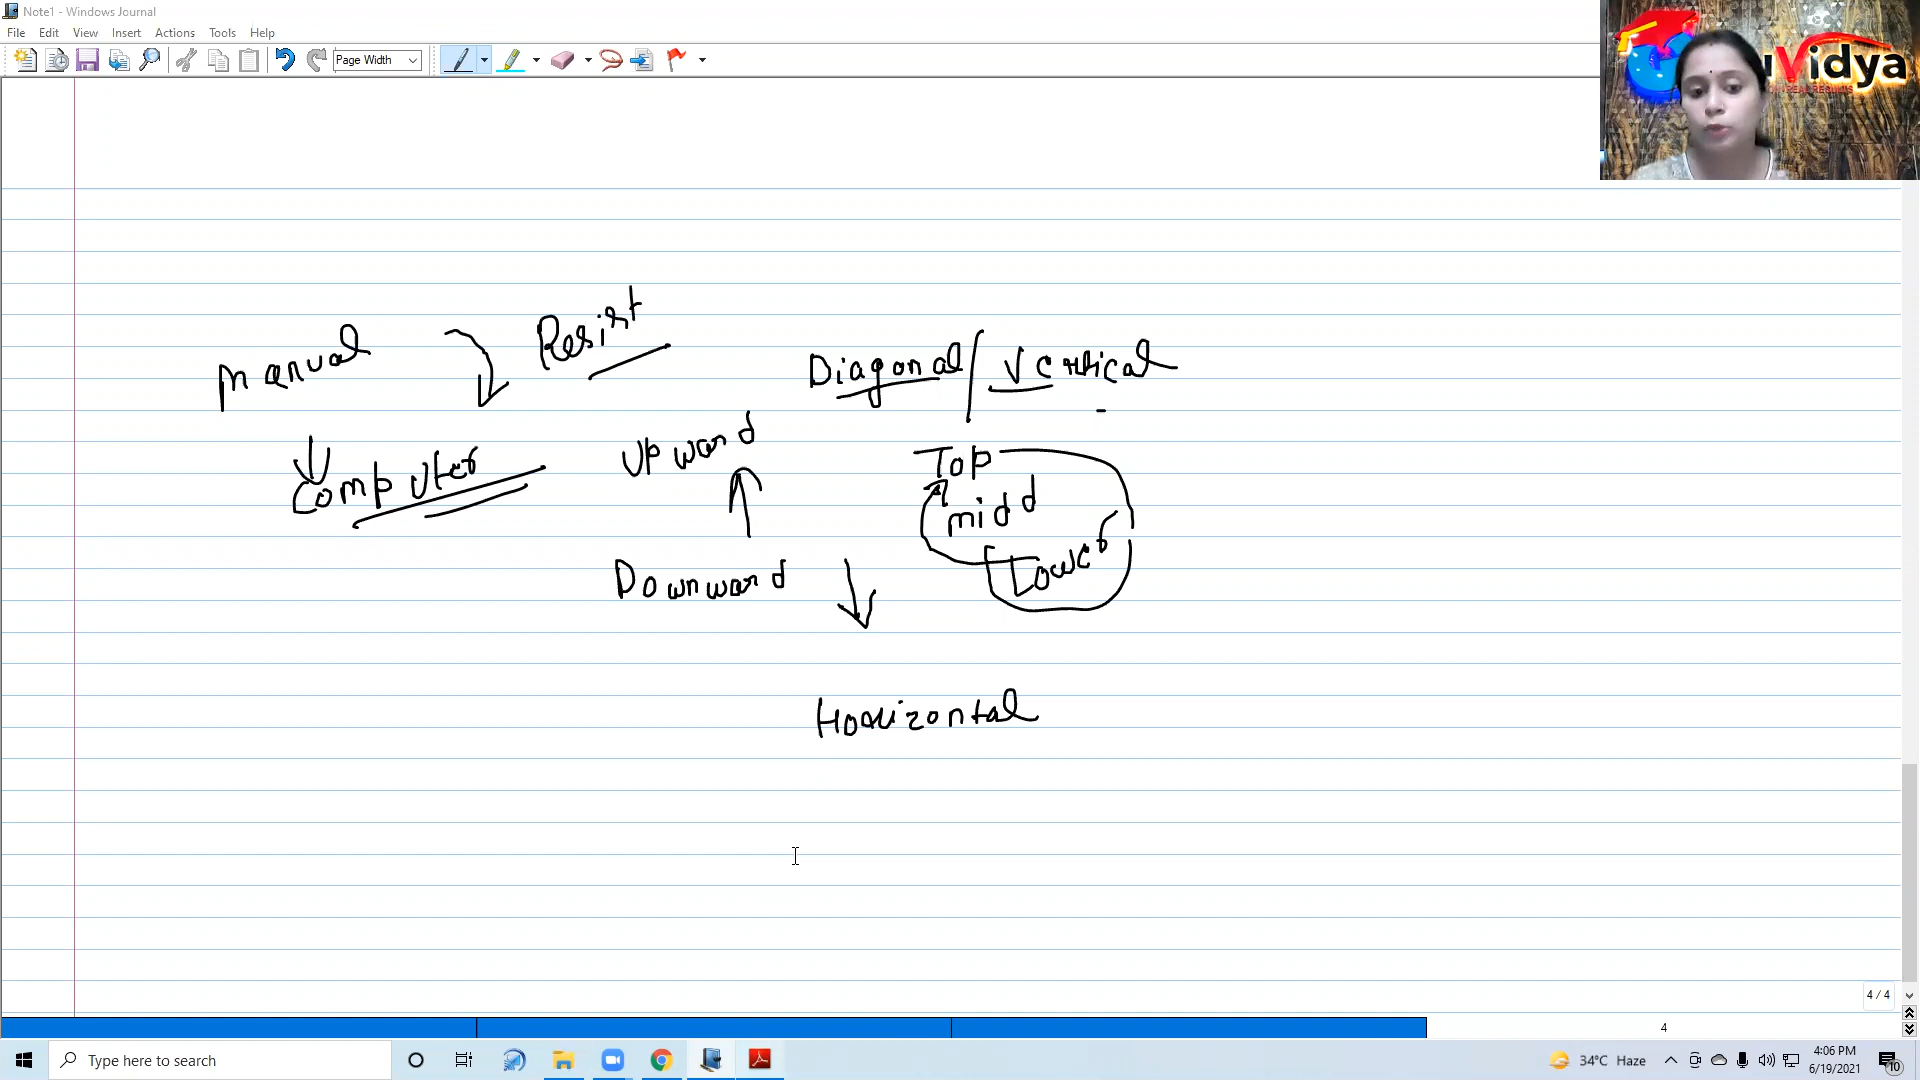 Note1 - Windows Journal
File Edit View Insert Actions Tools Help
Page Width
uVidya
manual
Resist
Diagonal / Vertical
Computer
Upward
Top
midd
Lower
Downward
Horizontal
4 / 4
4
Type here to search
34°C Haze
4:06 PM
6/19/2021
10